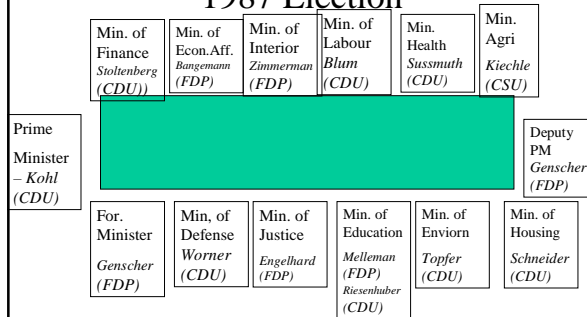 1987 Election
Min. of
Finance
Stoltenberg
(CDU))
Min. of
Econ.Aff.
Bangemann
(FDP)
Min. of
Interior
Zimmerman
(FDP)
Min. of
Labour
Blum
(CDU)
Min.
Health
Sussmuth
(CDU)
Min.
Agri
Kiechle
(CSU)
Prime
Minister
– Kohl
(CDU)
Deputy
PM
Genscher
(FDP)
For.
Minister
Genscher
(FDP)
Min, of
Defense
Worner
(CDU)
Min. of
Justice
Engelhard
(FDP)
Min. of
Education
Melleman
(FDP)
Riesenhuber
(CDU)
Min. of
Enviorn
Topfer
(CDU)
Min. of
Housing
Schneider
(CDU)